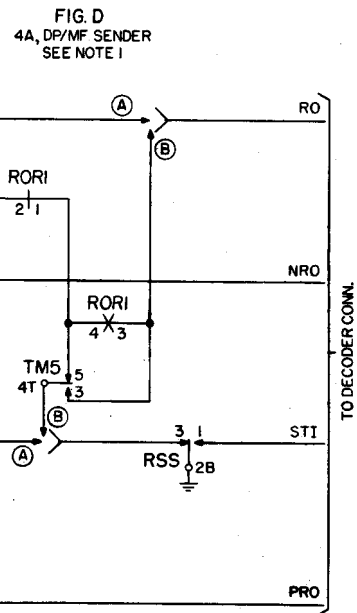 FIG. D
4A, DP/MF SENDER
SEE NOTE 1
A
RO
B
RORI
2 1
NRO
RORI
4 3
TM5
5
4T
3
B
3 1
STI
A
RSS
2B
PRO
TO DECODER CONN.